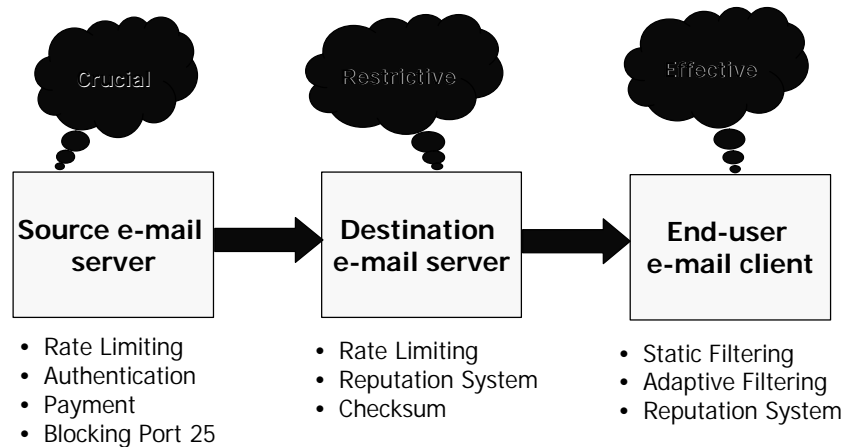 Crucial
Restrictive
Effective
Source e-mail
server
Destination
e-mail server
End-user
e-mail client
• Rate Limiting
• Authentication
• Payment
• Blocking Port 25
• Rate Limiting
• Reputation System
• Checksum
• Static Filtering
• Adaptive Filtering
• Reputation System